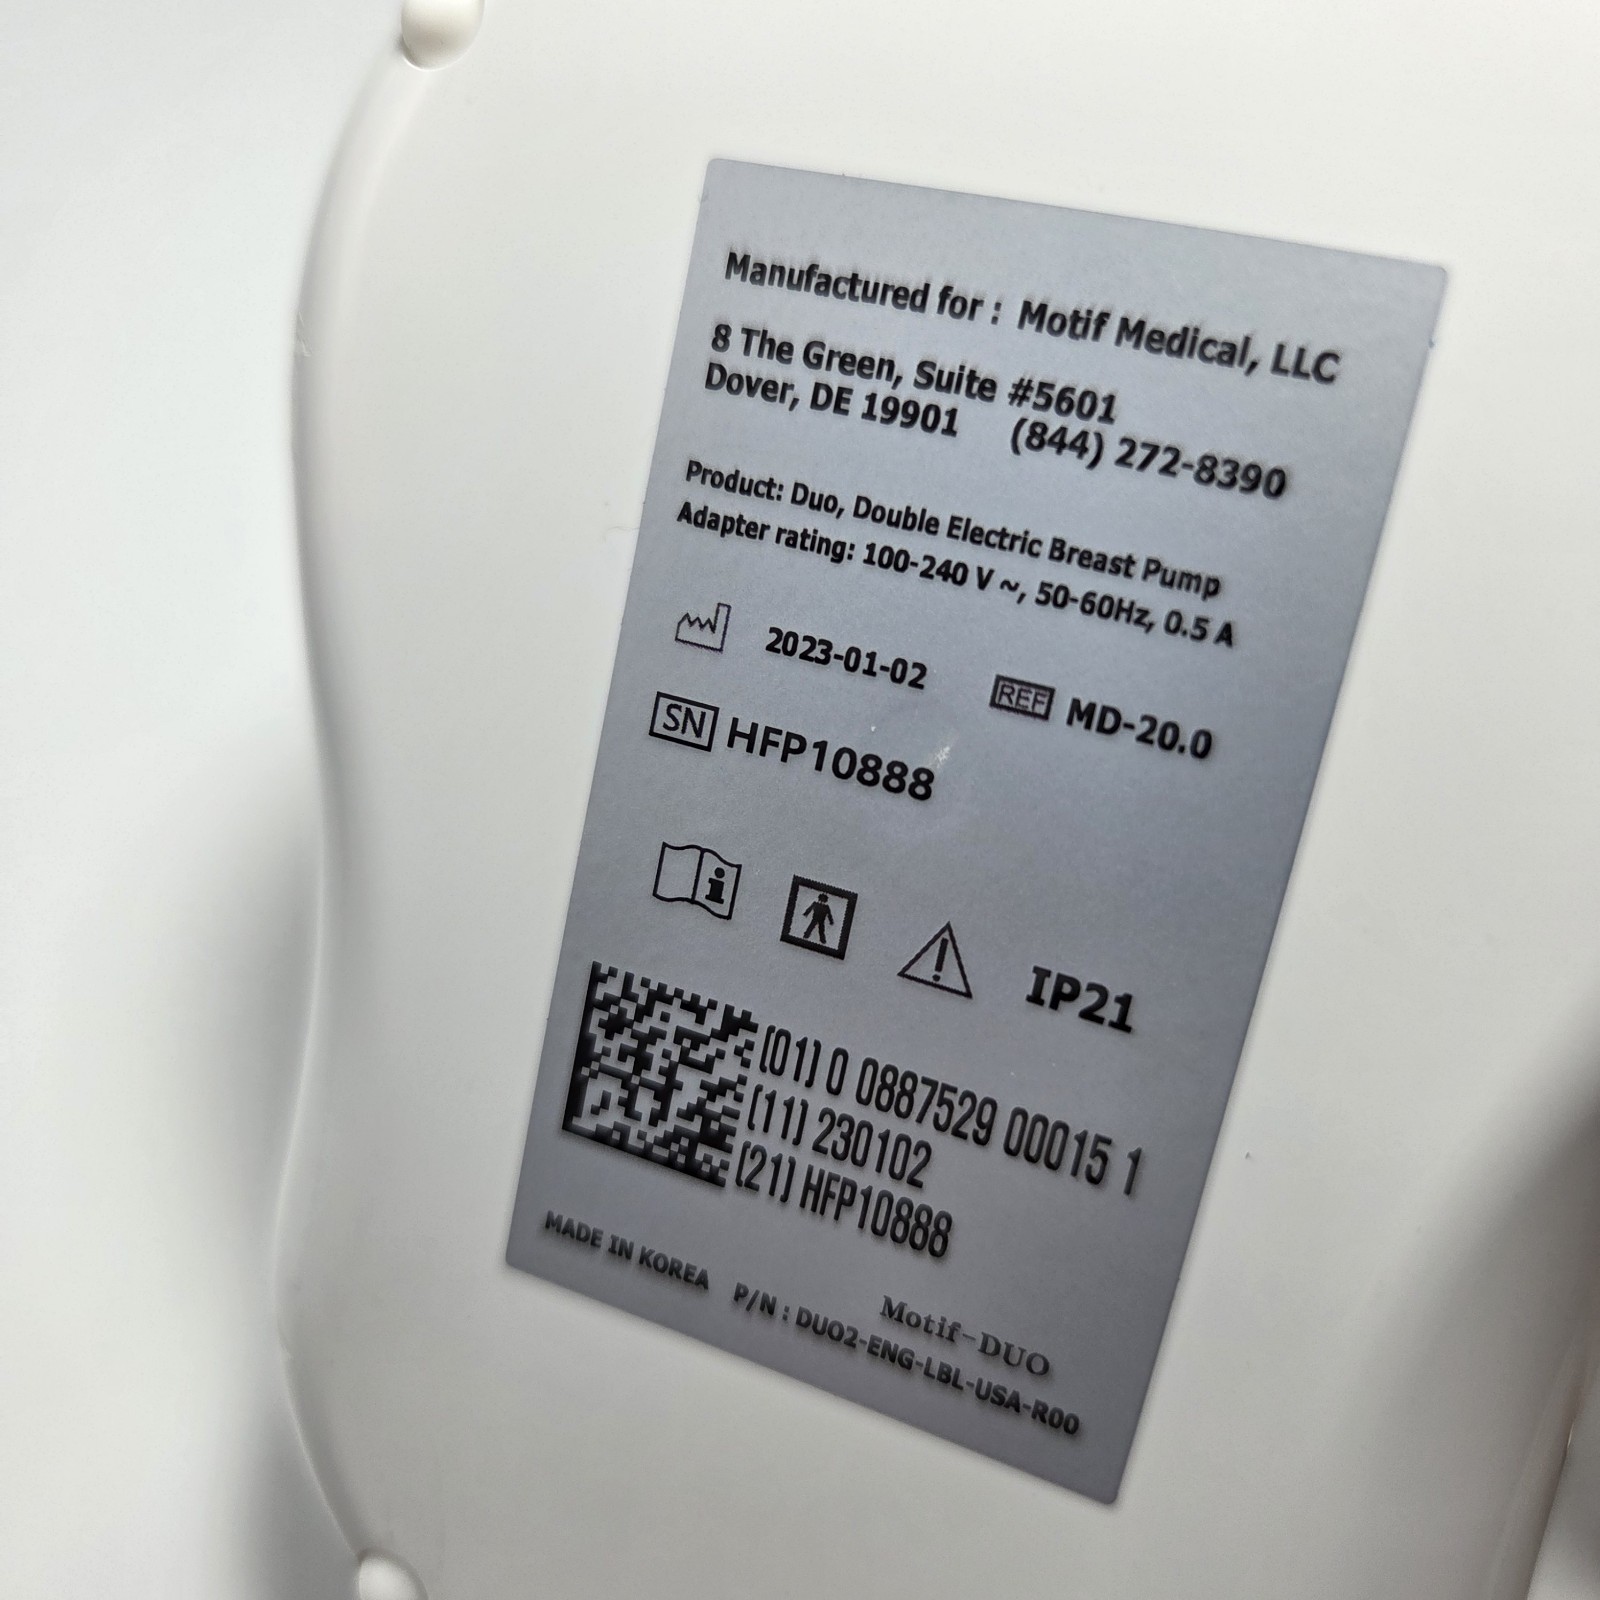 Manufactured for : Motif Medical, LLC
8 The Green, Suite #5601
Dover, DE 19901 (844) 272-8390
Product: Duo, Double Electric Breast Pump
Adapter rating: 100-240 V ~, 50-60Hz, 0.5 A
2023-01-02 REF MD-20.0
SN HFP10888
IP21
(01) 0 0887529 00015 1
(11) 230102
(21) HFP10888
Motif-DUO
MADE IN KOREA P/N : DUO2-ENG-LBL-USA-R00